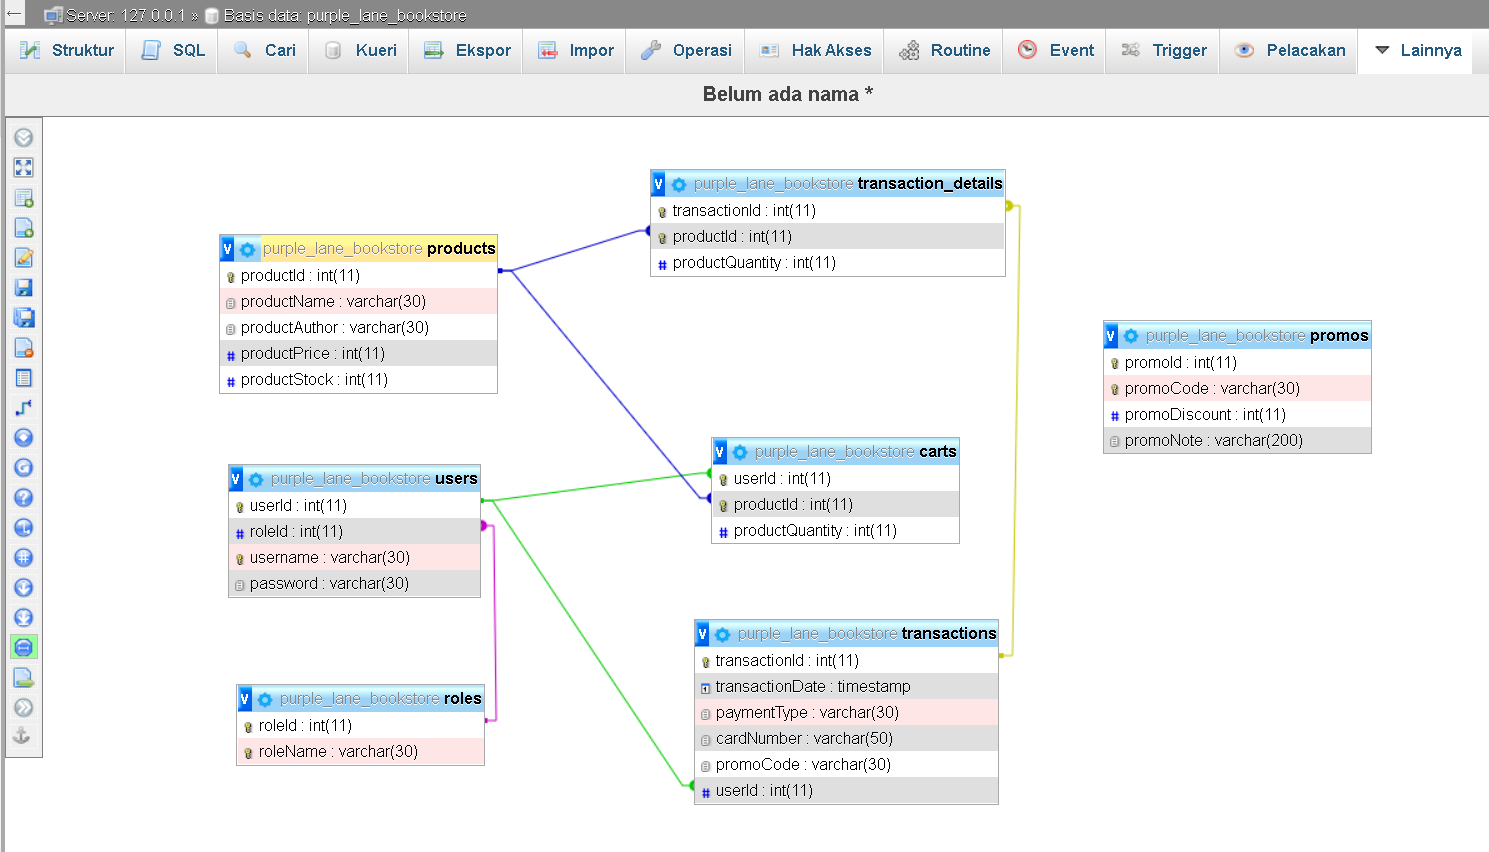 Server: 127.0.0.1 » Basis data: purple_lane_bookstore
Struktur SQL Cari Kueri Ekspor Impor Operasi Hak Akses Routine Event Trigger Pelacakan Lainnya
Belum ada nama *
V purple_lane_bookstore transaction_details
transactionId : int(11)
productId : int(11)
# productQuantity : int(11)
V purple_lane_bookstore products
productId : int(11)
productName : varchar(30)
productAuthor : varchar(30)
# productPrice : int(11)
# productStock : int(11)
V purple_lane_bookstore promos
promoId : int(11)
promoCode : varchar(30)
# promoDiscount : int(11)
promoNote : varchar(200)
V purple_lane_bookstore carts
userId : int(11)
productId : int(11)
# productQuantity : int(11)
V purple_lane_bookstore users
userId : int(11)
# roleId : int(11)
username : varchar(30)
password : varchar(30)
V purple_lane_bookstore transactions
transactionId : int(11)
transactionDate : timestamp
paymentType : varchar(30)
cardNumber : varchar(50)
promoCode : varchar(30)
# userId : int(11)
V purple_lane_bookstore roles
roleId : int(11)
roleName : varchar(30)